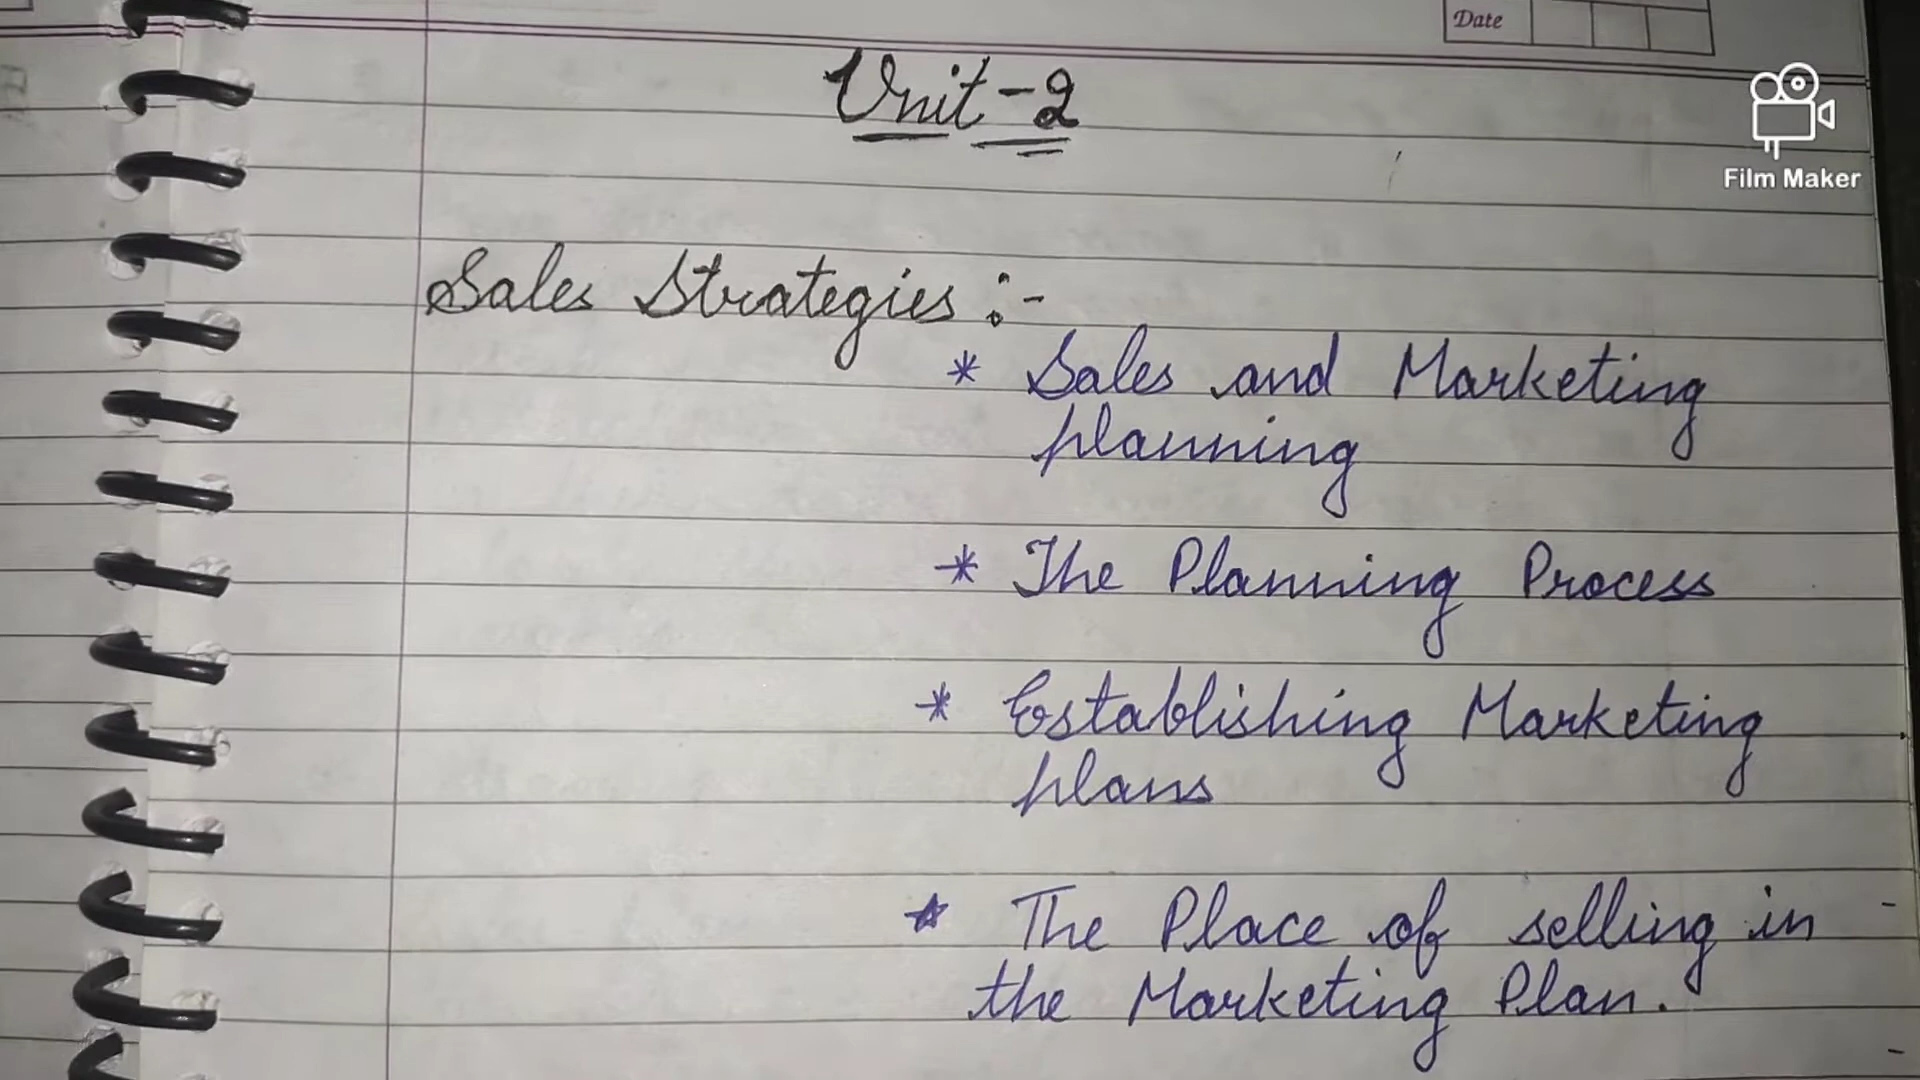 Date
Unit-2
Film Maker
Sales Strategies :-
* Sales and Marketing
planning
* The Planning Process
* Establishing Marketing
plans
* The Place of selling in
the Marketing Plan.